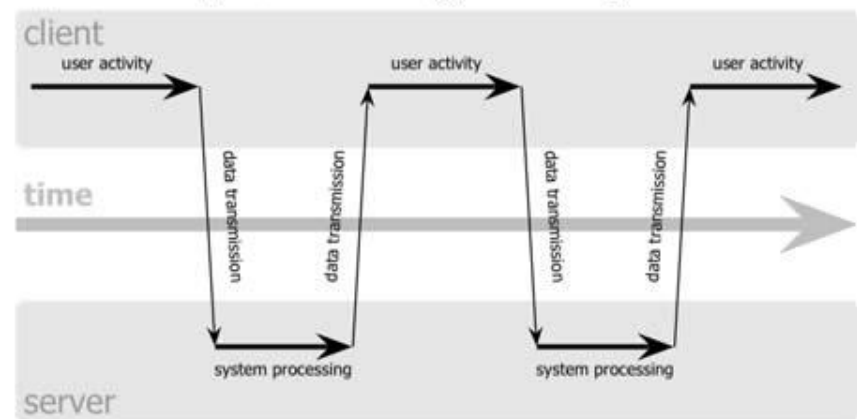 client
user activity
user activity
user activity
data transmission
data transmission
data transmission
data transmission
time
system processing
system processing
server